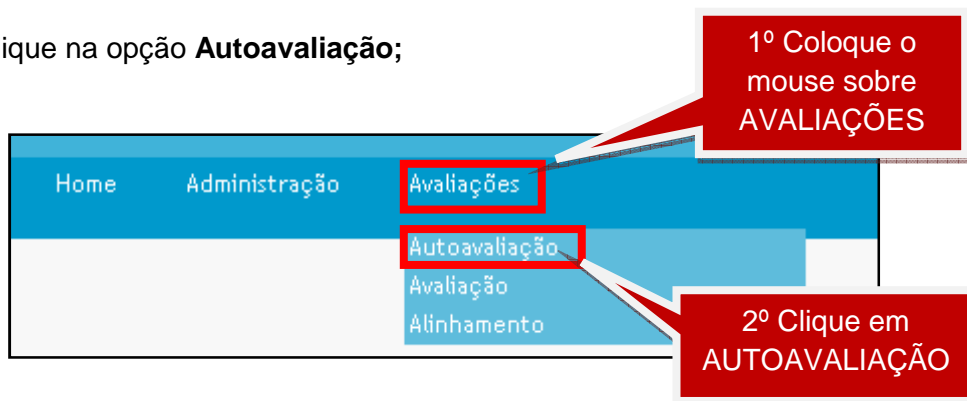 ique na opção Autoavaliação;
1º Coloque o
mouse sobre
AVALIAÇÕES
Home Administração Avaliações
Autoavaliação
Avaliação
Alinhamento
2º Clique em
AUTOAVALIAÇÃO